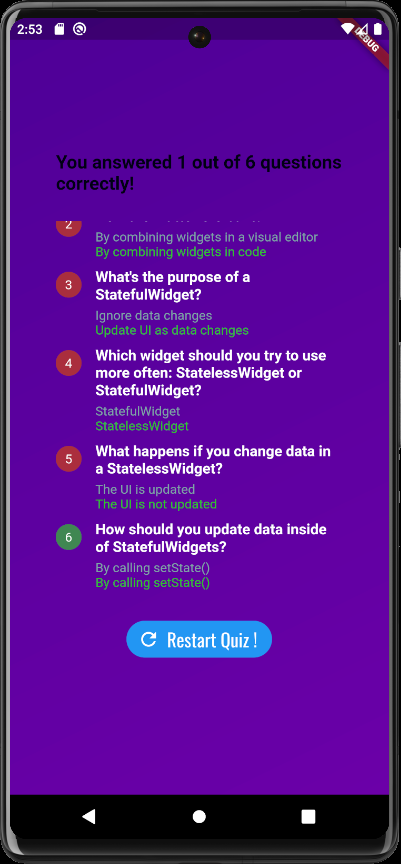 2:53
DEBUG
You answered 1 out of 6 questions
correctly!
2
By combining widgets in a visual editor
By combining widgets in code
3
What's the purpose of a
StatefulWidget?
Ignore data changes
Update UI as data changes
4
Which widget should you try to use
more often: StatelessWidget or
StatefulWidget?
StatefulWidget
StatelessWidget
5
What happens if you change data in
a StatelessWidget?
The UI is updated
The UI is not updated
6
How should you update data inside
of StatefulWidgets?
By calling setState()
By calling setState()
Restart Quiz !